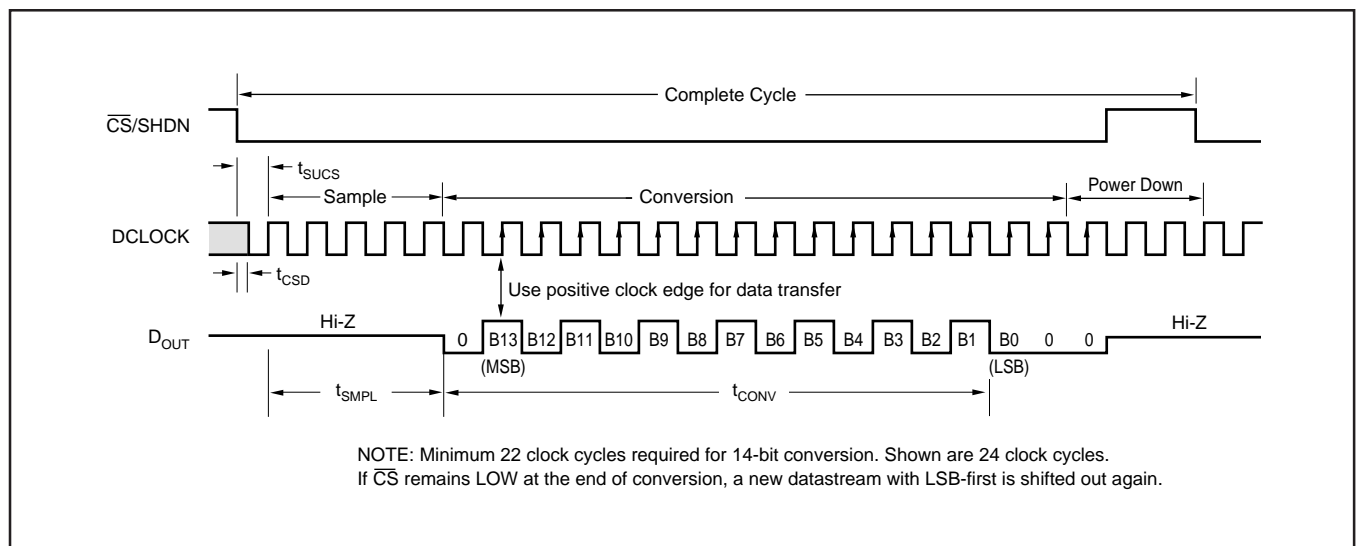 Complete Cycle
CS/SHDN
tSUCS
Sample
Conversion
Power Down
DCLOCK
tCSD
Use positive clock edge for data transfer
Hi-Z
Hi-Z
DOUT
0 B13 B12 B11 B10 B9 B8 B7 B6 B5 B4 B3 B2 B1 B0 0 0
(MSB)
(LSB)
tSMPL
tCONV
NOTE: Minimum 22 clock cycles required for 14-bit conversion. Shown are 24 clock cycles.
If CS remains LOW at the end of conversion, a new datastream with LSB-first is shifted out again.